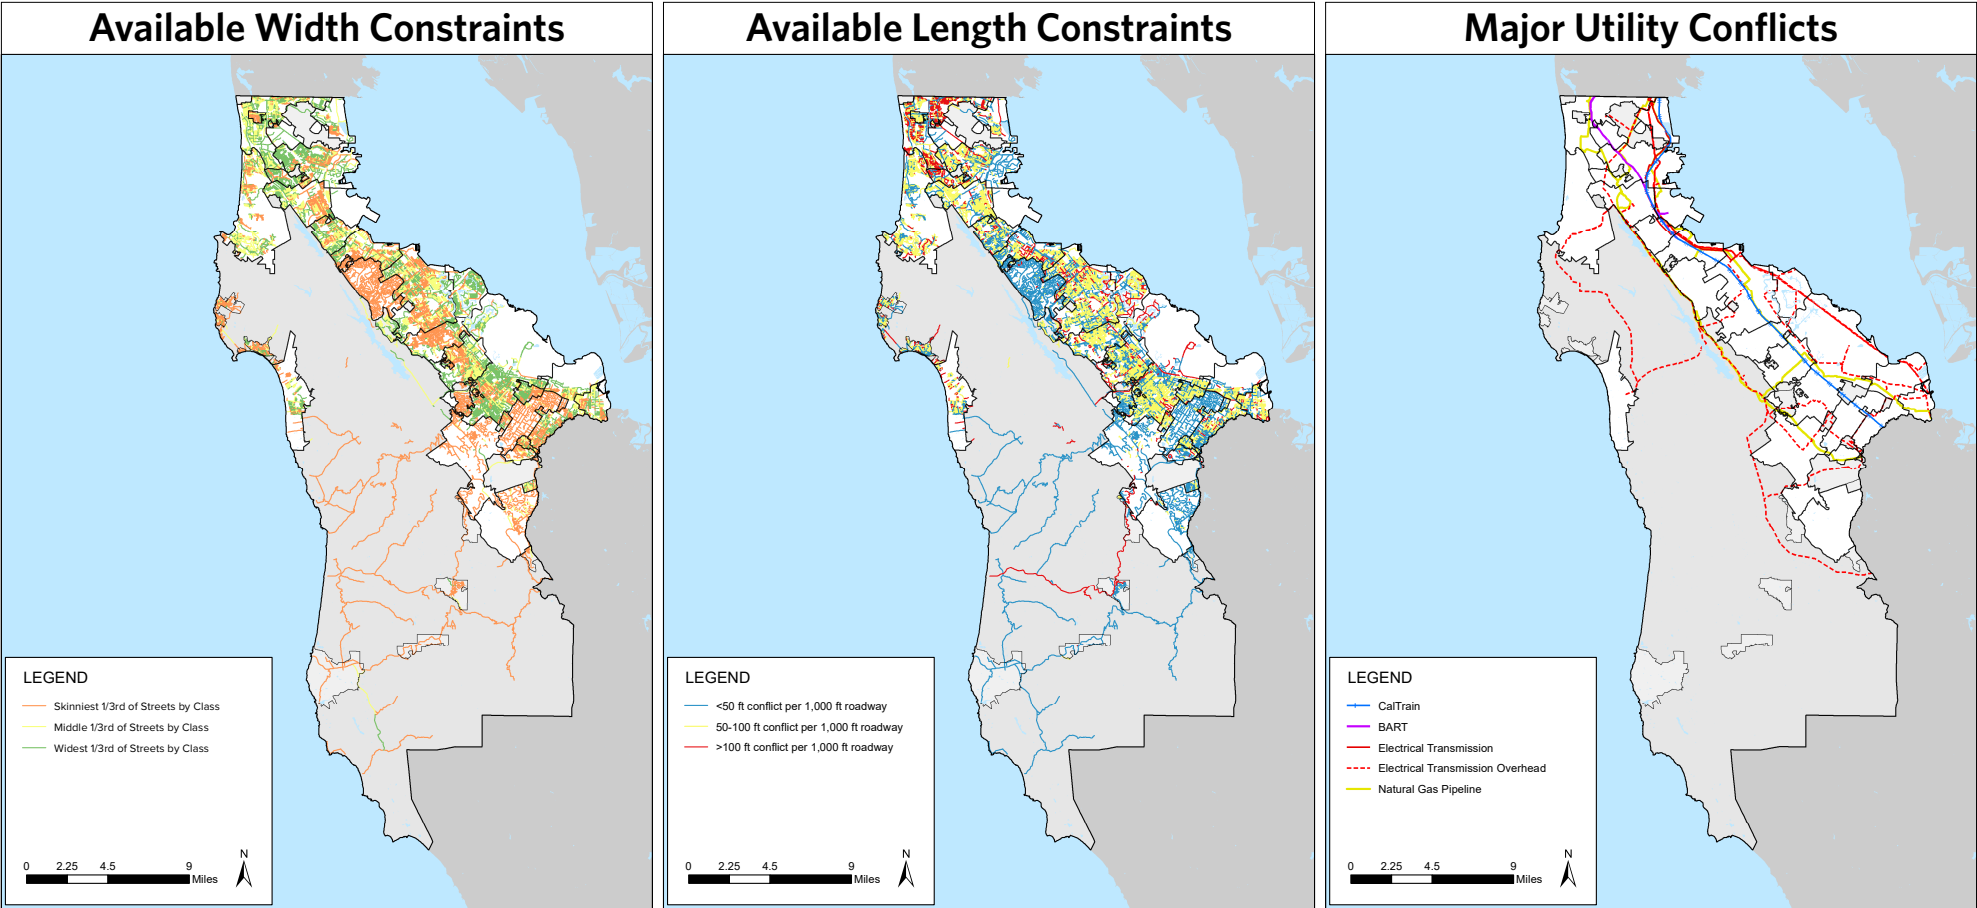 Available Width Constraints
LEGEND
Skinniest 1/3rd of Streets by Class
Middle 1/3rd of Streets by Class
Widest 1/3rd of Streets by Class
0 2.25 4.5 9
Miles
N
Available Length Constraints
LEGEND
<50 ft conflict per 1,000 ft roadway
50-100 ft conflict per 1,000 ft roadway
>100 ft conflict per 1,000 ft roadway
0 2.25 4.5 9
Miles
N
Major Utility Conflicts
LEGEND
CalTrain
BART
Electrical Transmission
Electrical Transmission Overhead
Natural Gas Pipeline
0 2.25 4.5 9
Miles
N